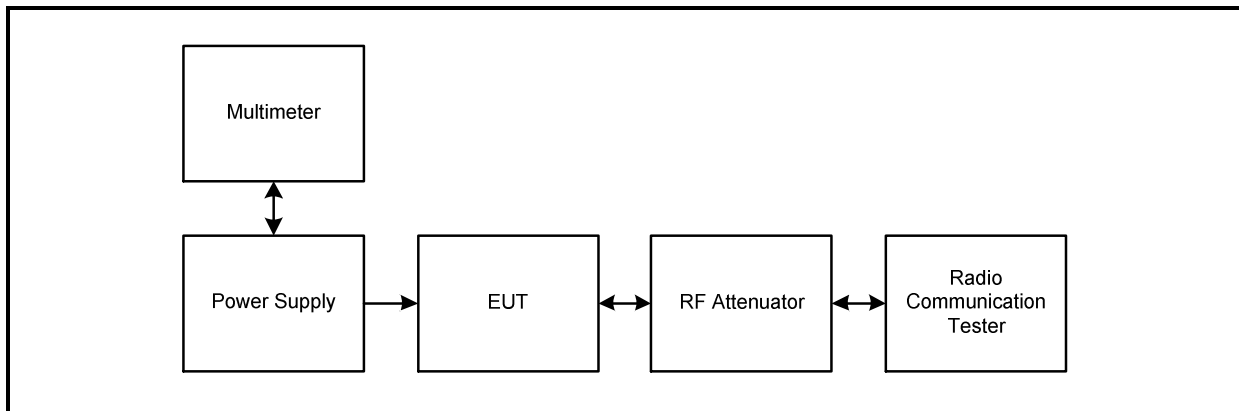 Multimeter
Power Supply
EUT
RF Attenuator
Radio
Communication
Tester